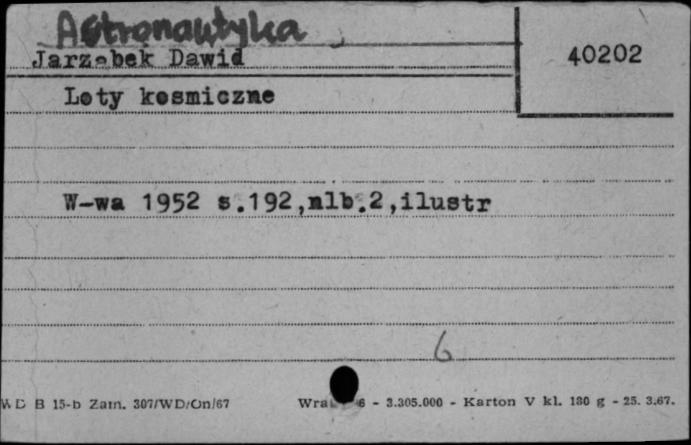 Astronautyka
Jarząbek Dawid
40202
Loty kosmiczne
W-wa 1952 s.192,nlb.2,ilustr
6
WD B 15-b Zam. 307/WD/On/67
6 - 3.305.000 - Karton V kl. 180 g - 25. 3.67.